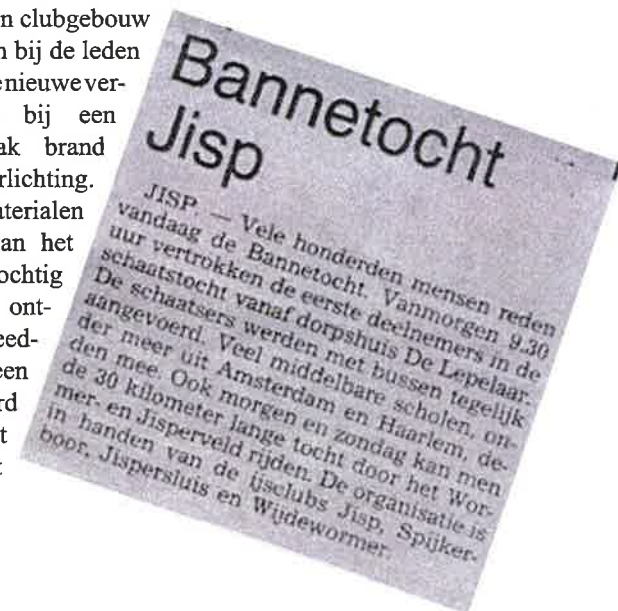 n clubgebouw
n bij de leden
e nieuwe ver-
bij een
ak brand
rlichting.
aterialen
an het
ochtig
ont-
eed-
een
rd
t
t
Bannetocht
Jisp
JISP — Vele honderden mensen reden
vandaag de Bannetocht. Vanmorgen 9.30
uur vertrokken de eerste deelnemers in de
schaatstocht vanaf dorpshuis De Lepelaar.
De schaatsers werden met bussen tegelijk
aangevoerd. Veel middelbare scholen, on-
der meer uit Amsterdam en Haarlem, de-
den mee. Ook morgen en zondag kan men
de 30 kilometer lange tocht door het Wor-
mer- en Jisperveld rijden. De organisatie is
in handen van de ijsclubs Jisp, Spijker-
boor, Jispersluis en Wijdewormer.